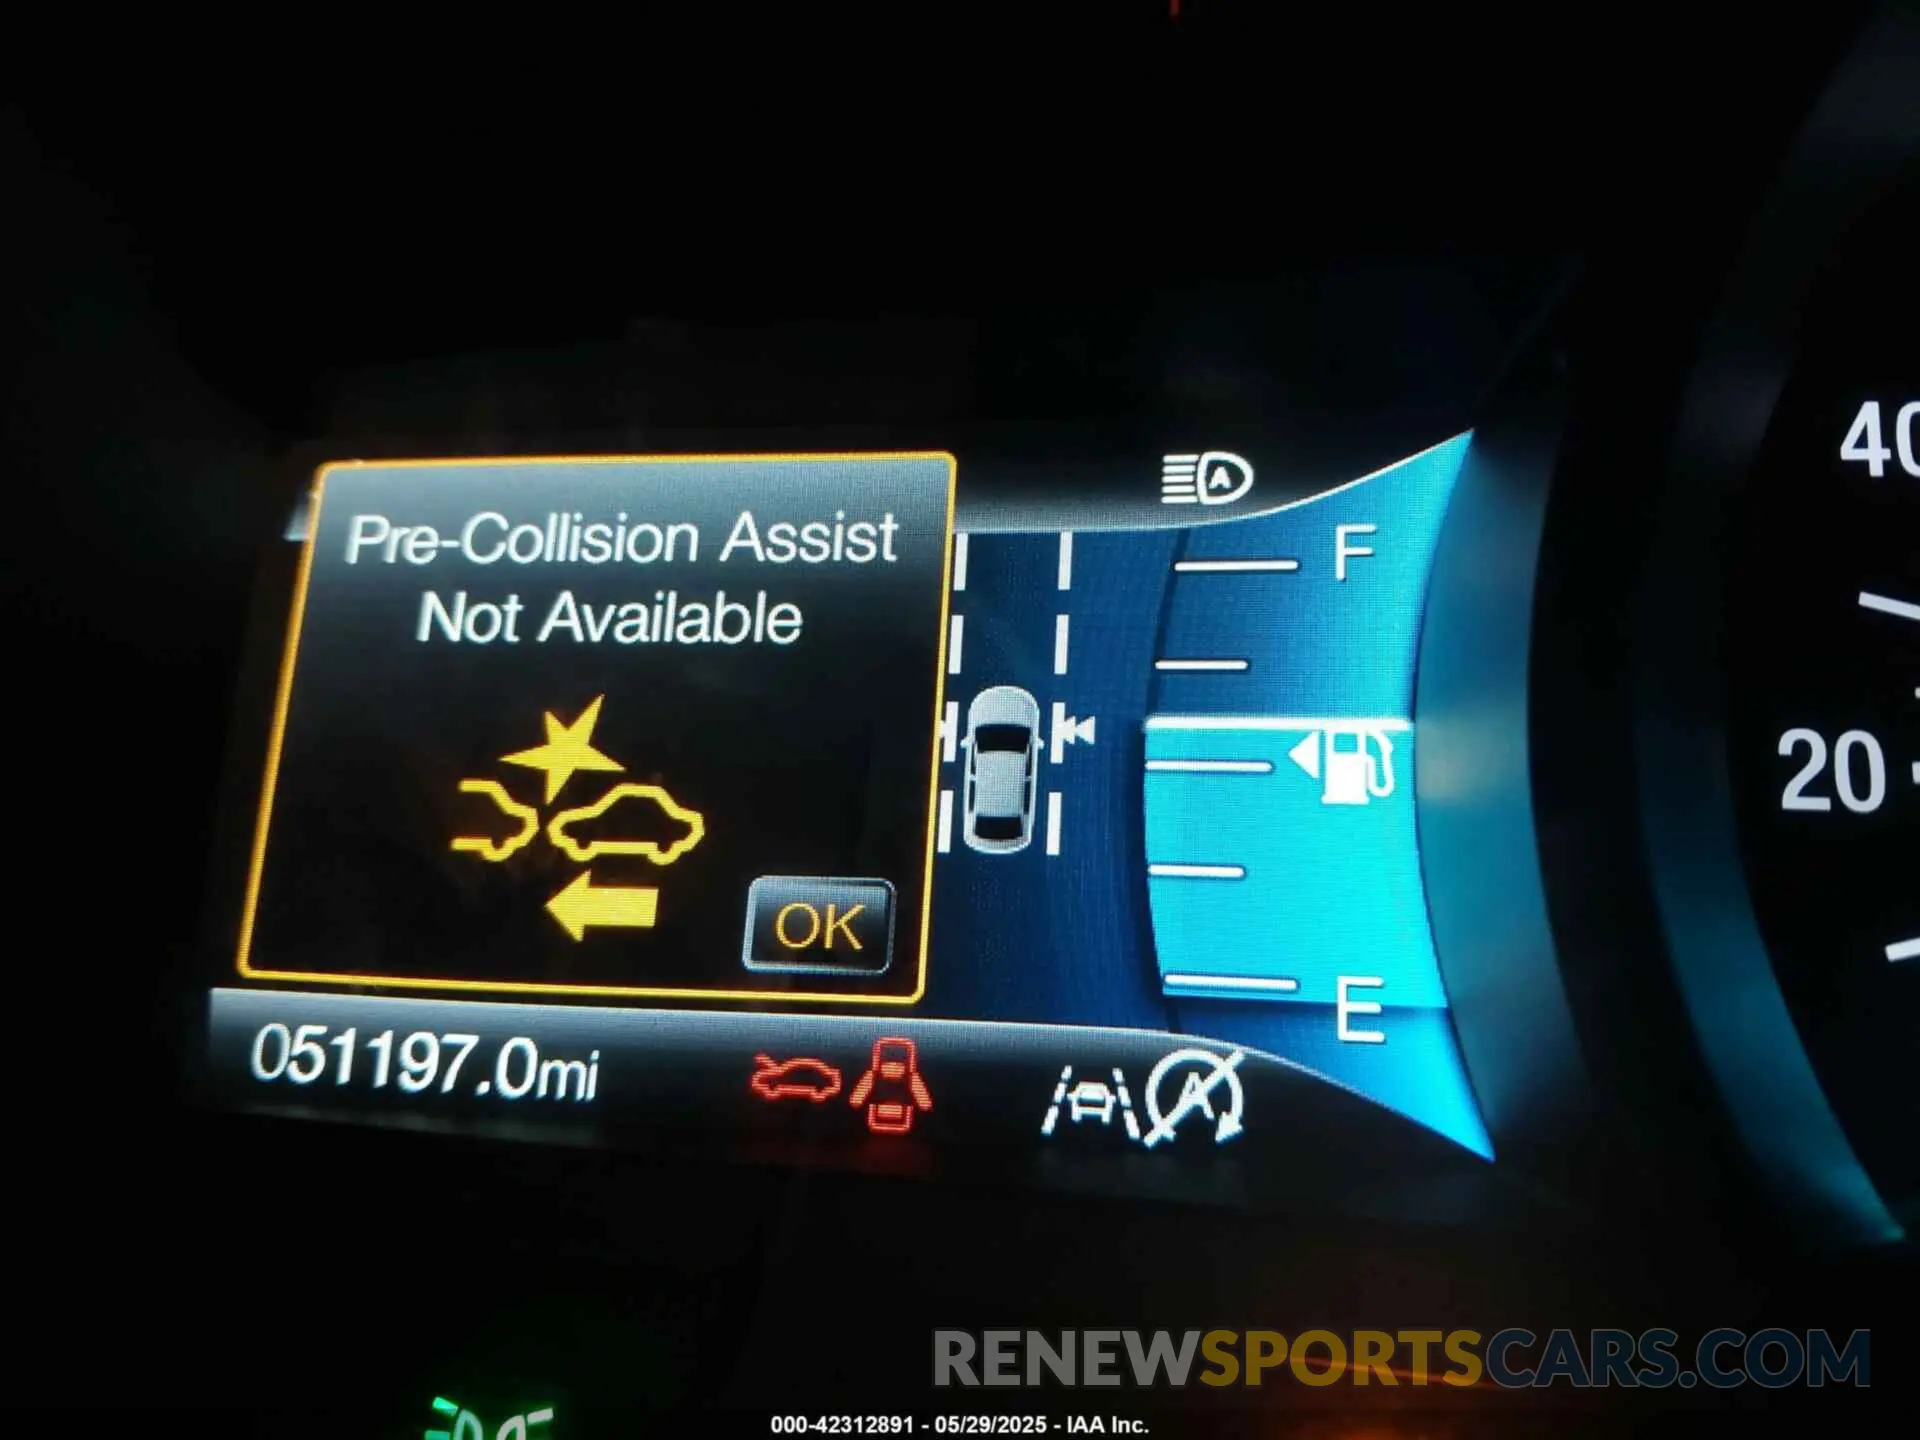 Pre-Collision Assist
Not Available
OK
A
F
E
40
20
051197.0mi
A
RENEWSPORTSCARS.COM
000-42312891 - 05/29/2025 - IAA Inc.